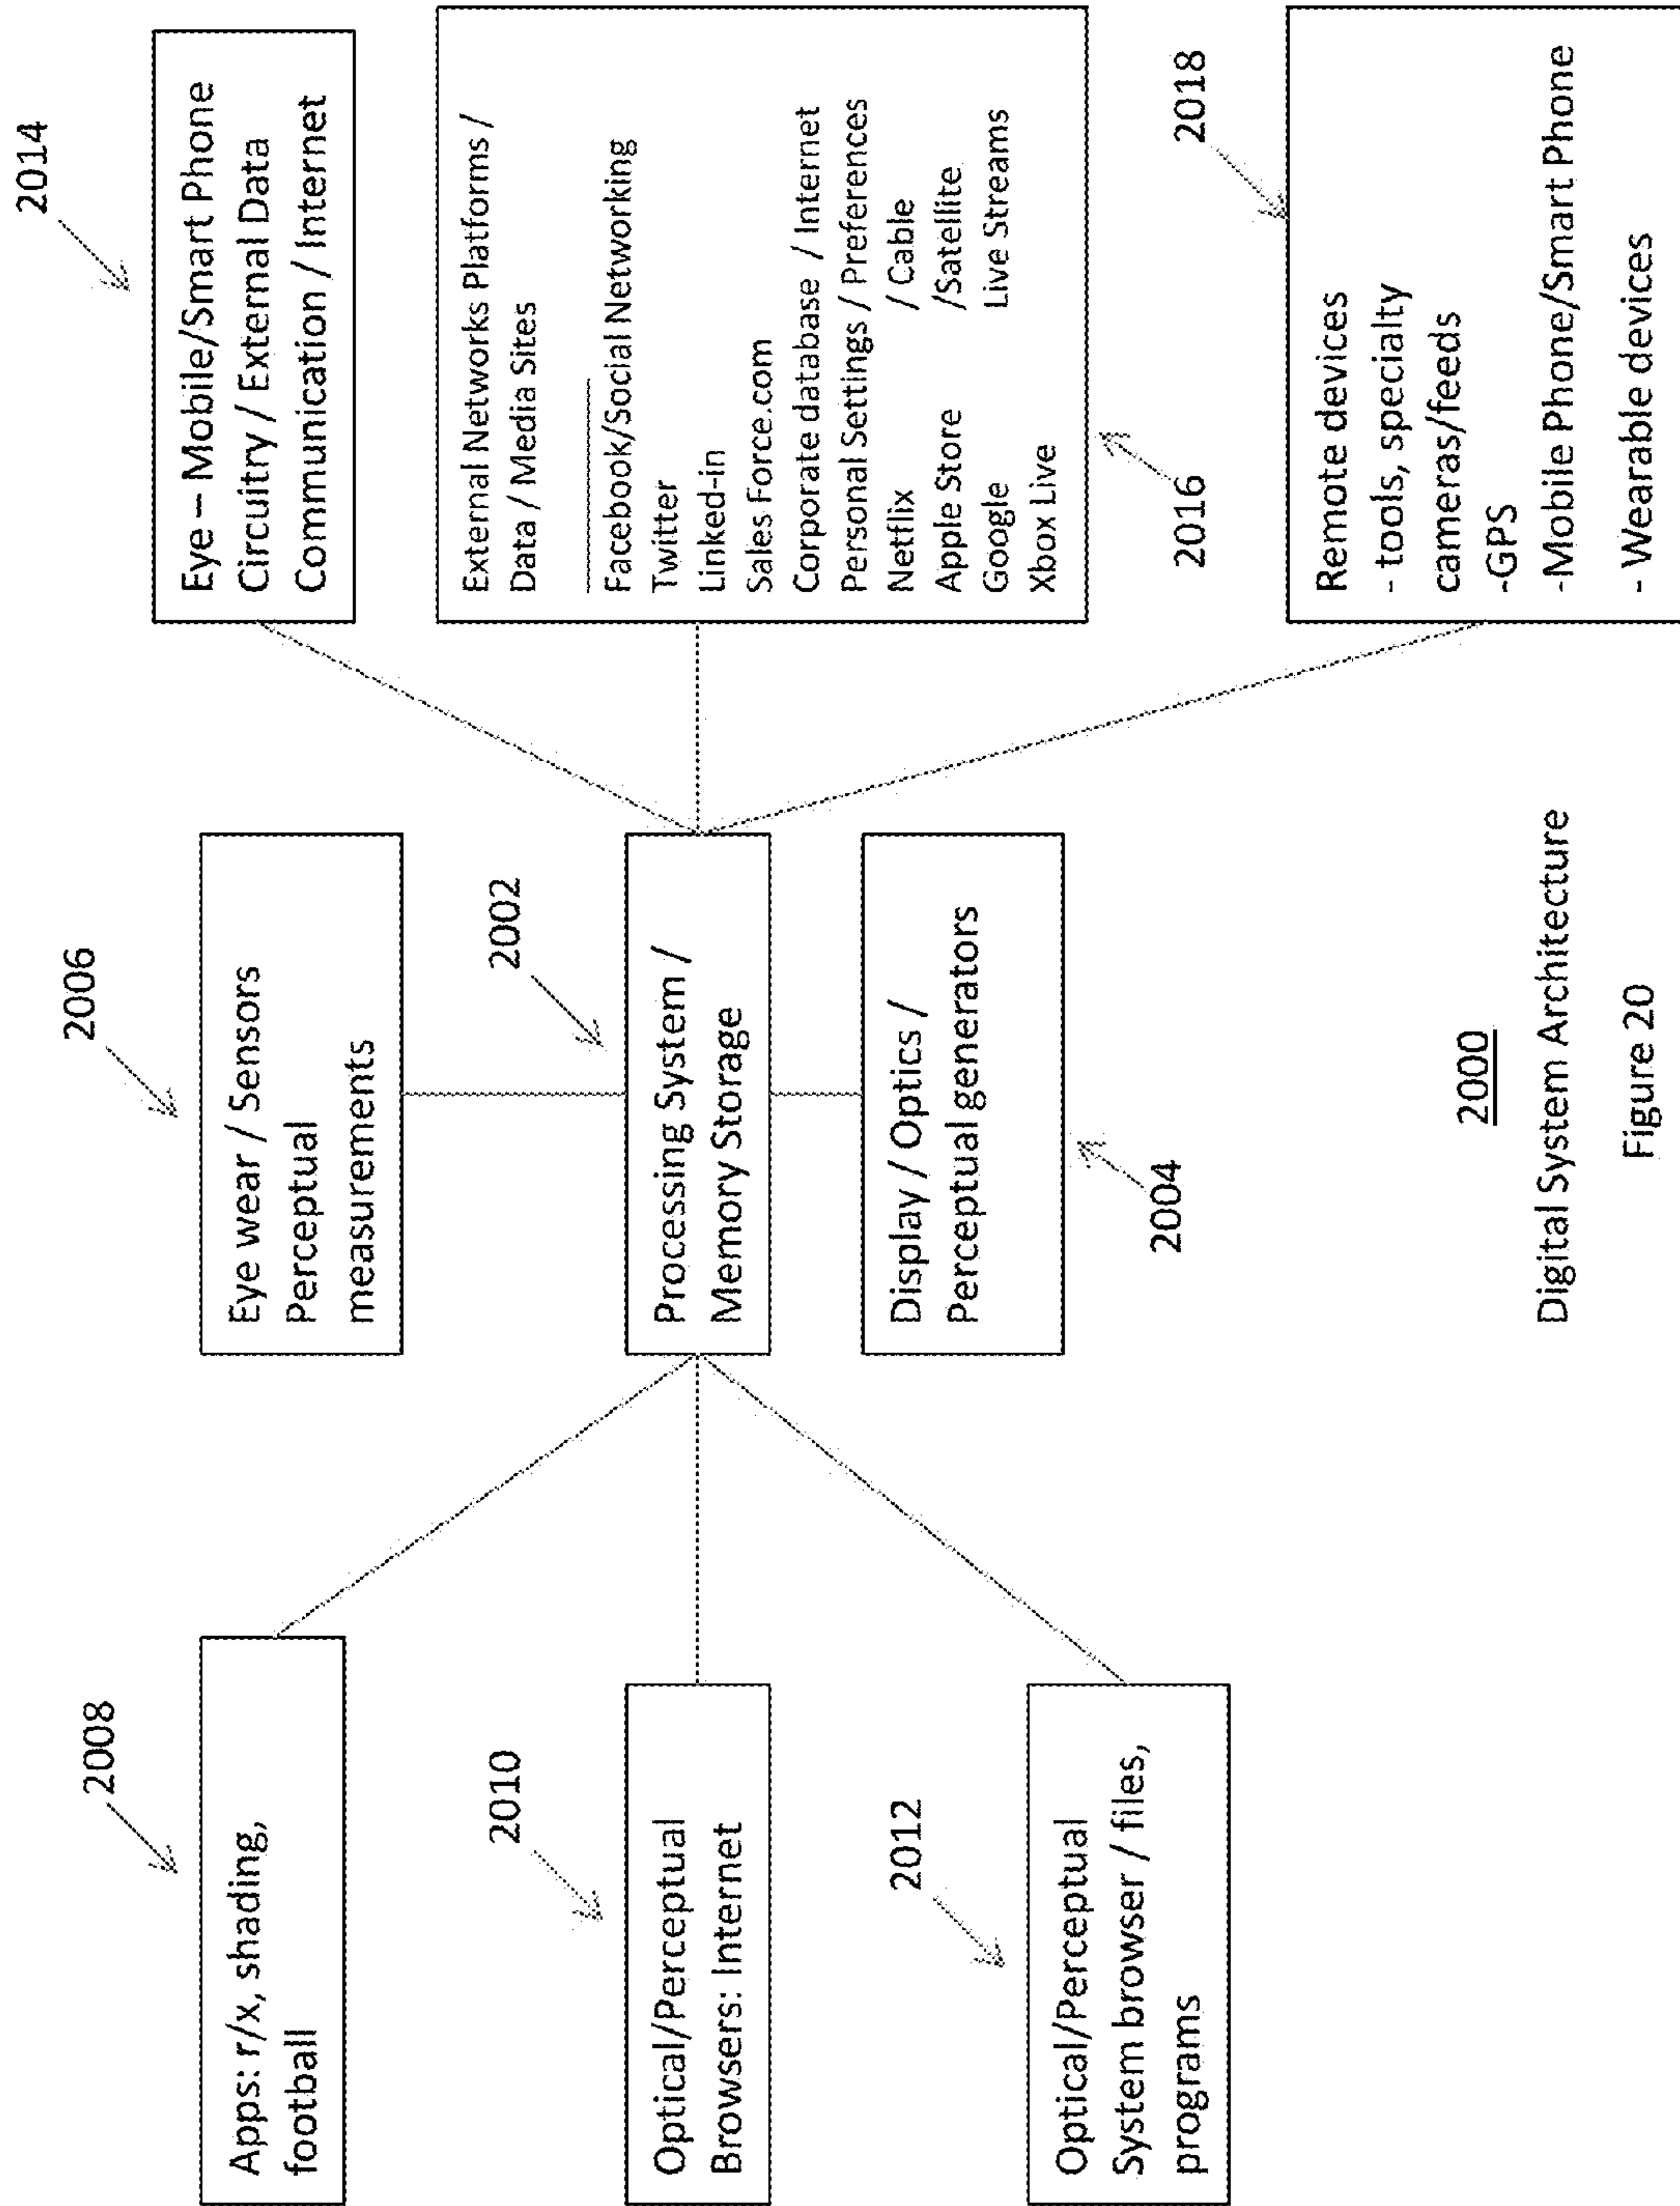 2008
Apps: r/x, shading,
football
2010
Optical/Perceptual
Browsers: Internet
2012
Optical/Perceptual
System browser / files,
programs
2006
Eye wear / Sensors
Perceptual
measurements
2002
Processing System /
Memory Storage
Display / Optics /
Perceptual generators
2004
2014
Eye – Mobile/Smart Phone
Circuitry / External Data
Communication / Internet
External Networks Platforms /
Data / Media Sites
Facebook/Social Networking
Twitter
Linked-in
Sales Force.com
Corporate database / Internet
Personal Settings / Preferences
Netflix / Cable
Apple Store /Satellite
Google Live Streams
Xbox Live
2016
2018
Remote devices
- tools, specialty
cameras/feeds
-GPS
-Mobile Phone/Smart Phone
- Wearable devices
2000
Digital System Architecture
Figure 20